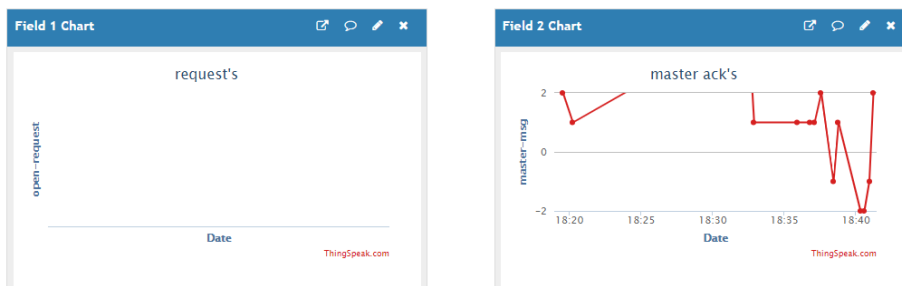 Field 1 Chart
request's
open-request
Date
ThingSpeak.com
Field 2 Chart
master ack's
master-msg
2
0
-2
18:20 18:25 18:30 18:35 18:40
Date
ThingSpeak.com